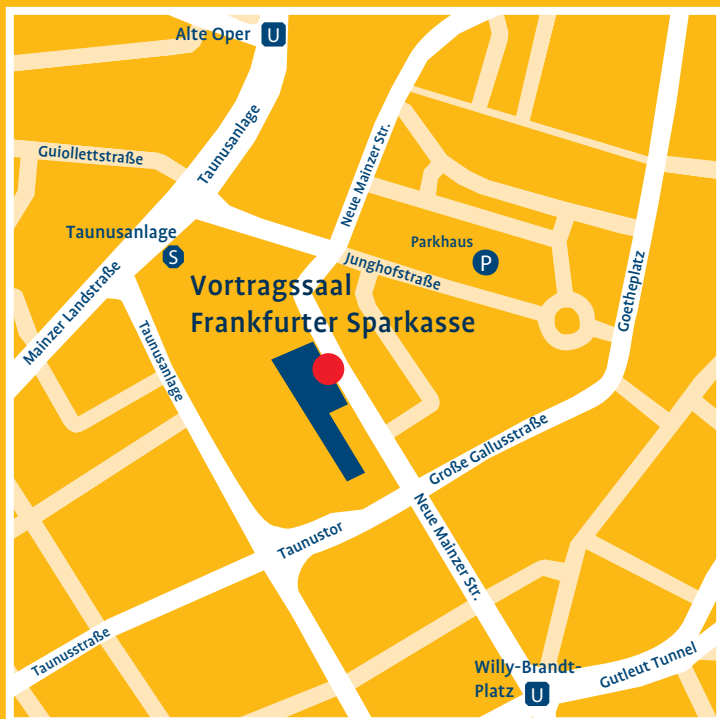 Alte Oper U
Taunusanlage
Neue Mainzer Str.
Guiollettstraße
Taunusanlage
S
Parkhaus
P
Junghofstraße
Goetheplatz
Mainzer Landstraße
Vortragssaal
Frankfurter Sparkasse
Taunusanlage
Große Gallusstraße
Neue Mainzer Str.
Taunustor
Taunusstraße
Willy-Brandt-
Platz U
Gutleut Tunnel